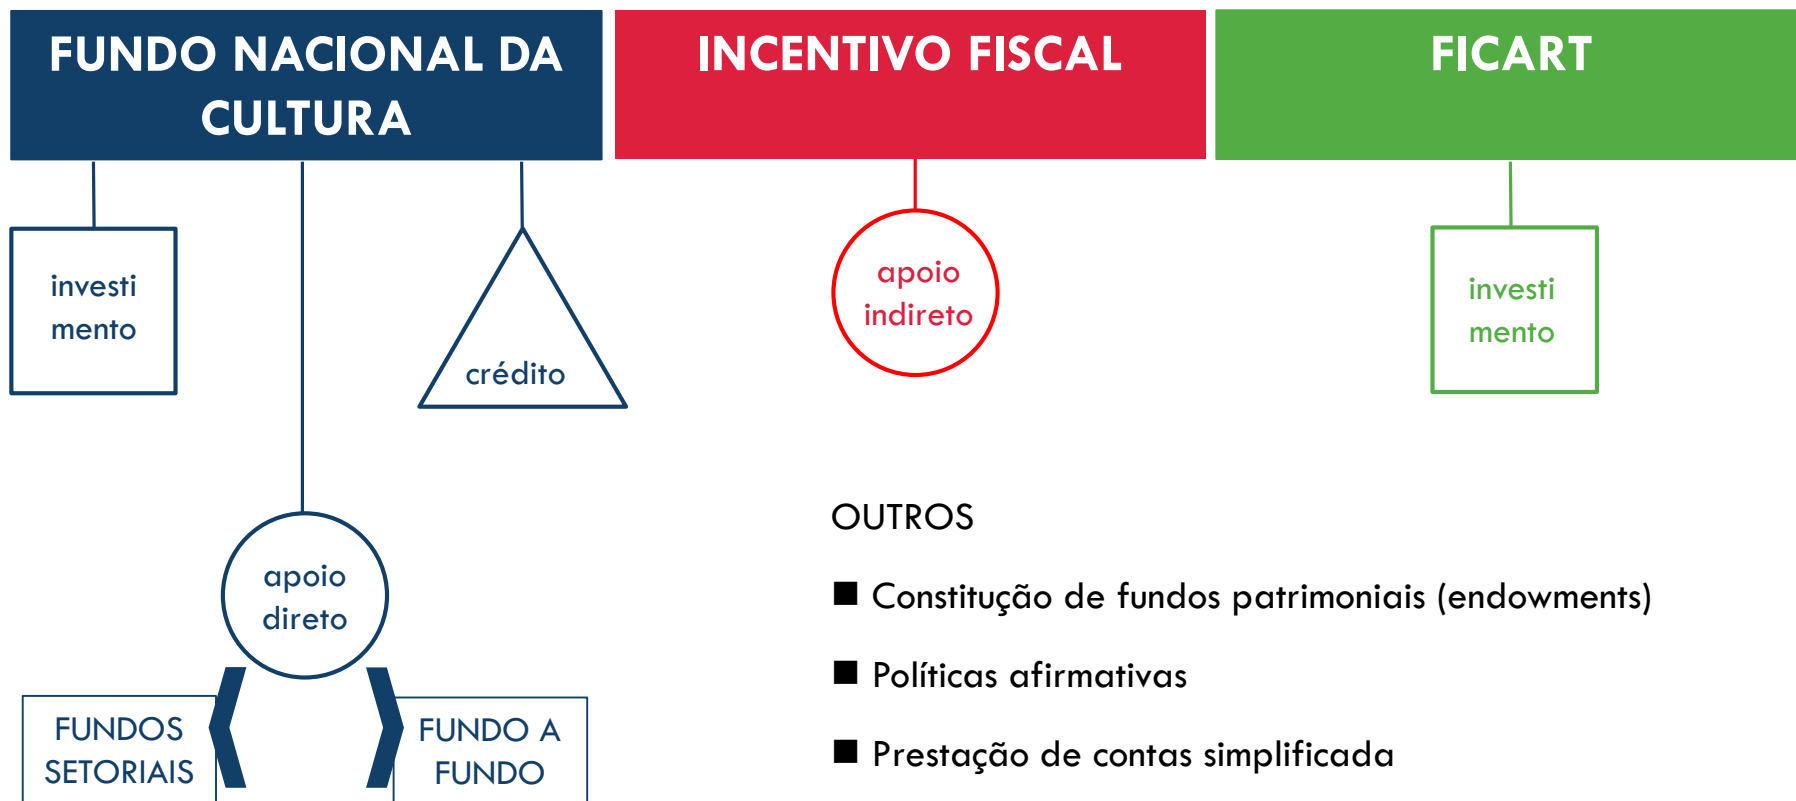 FUNDO NACIONAL DA
CULTURA
INCENTIVO FISCAL
FICART
investi
mento
crédito
apoio
indireto
investi
mento
apoio
direto
FUNDOS
SETORIAIS
FUNDO A
FUNDO
OUTROS
■ Constitução de fundos patrimoniais (endowments)
■ Políticas afirmativas
■ Prestação de contas simplificada